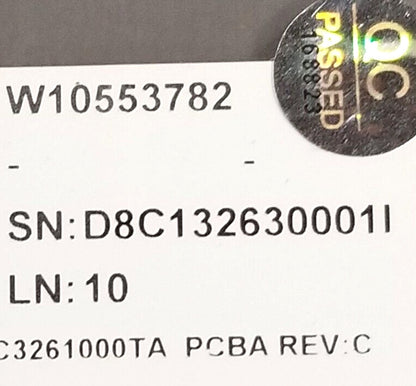 QC
PASSED
168823
W10553782
- -
SN: D8C132630001I
LN: 10
C3261000TA PCBA REV: C